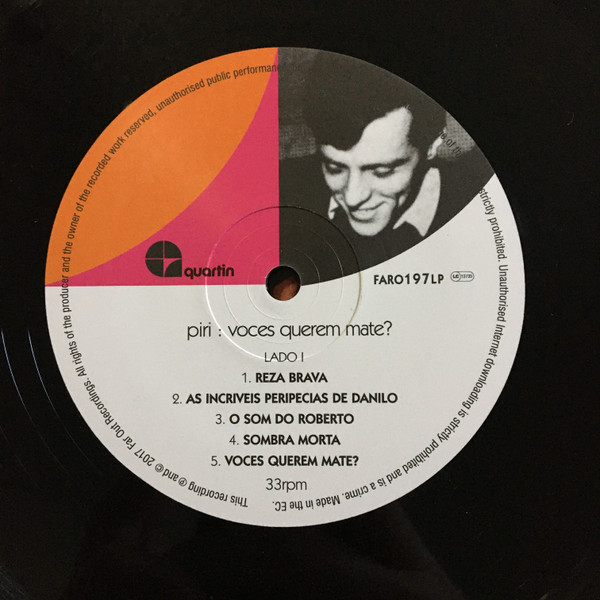 quartin
FARO197LP
piri : voces querem mate?
LADO I
1. REZA BRAVA
2. AS INCRIVEIS PERIPECIAS DE DANILO
3. O SOM DO ROBERTO
4. SOMBRA MORTA
5. VOCES QUEREM MATE?
33rpm
This recording ℗ and © 2017 Far Out Recordings. All rights of the producer and the owner of the recorded work reserved, unauthorised public performan
of the
strictly prohibited. Unauthorised Internet downloading is strictly prohibited and is a crime. Made in the EC.